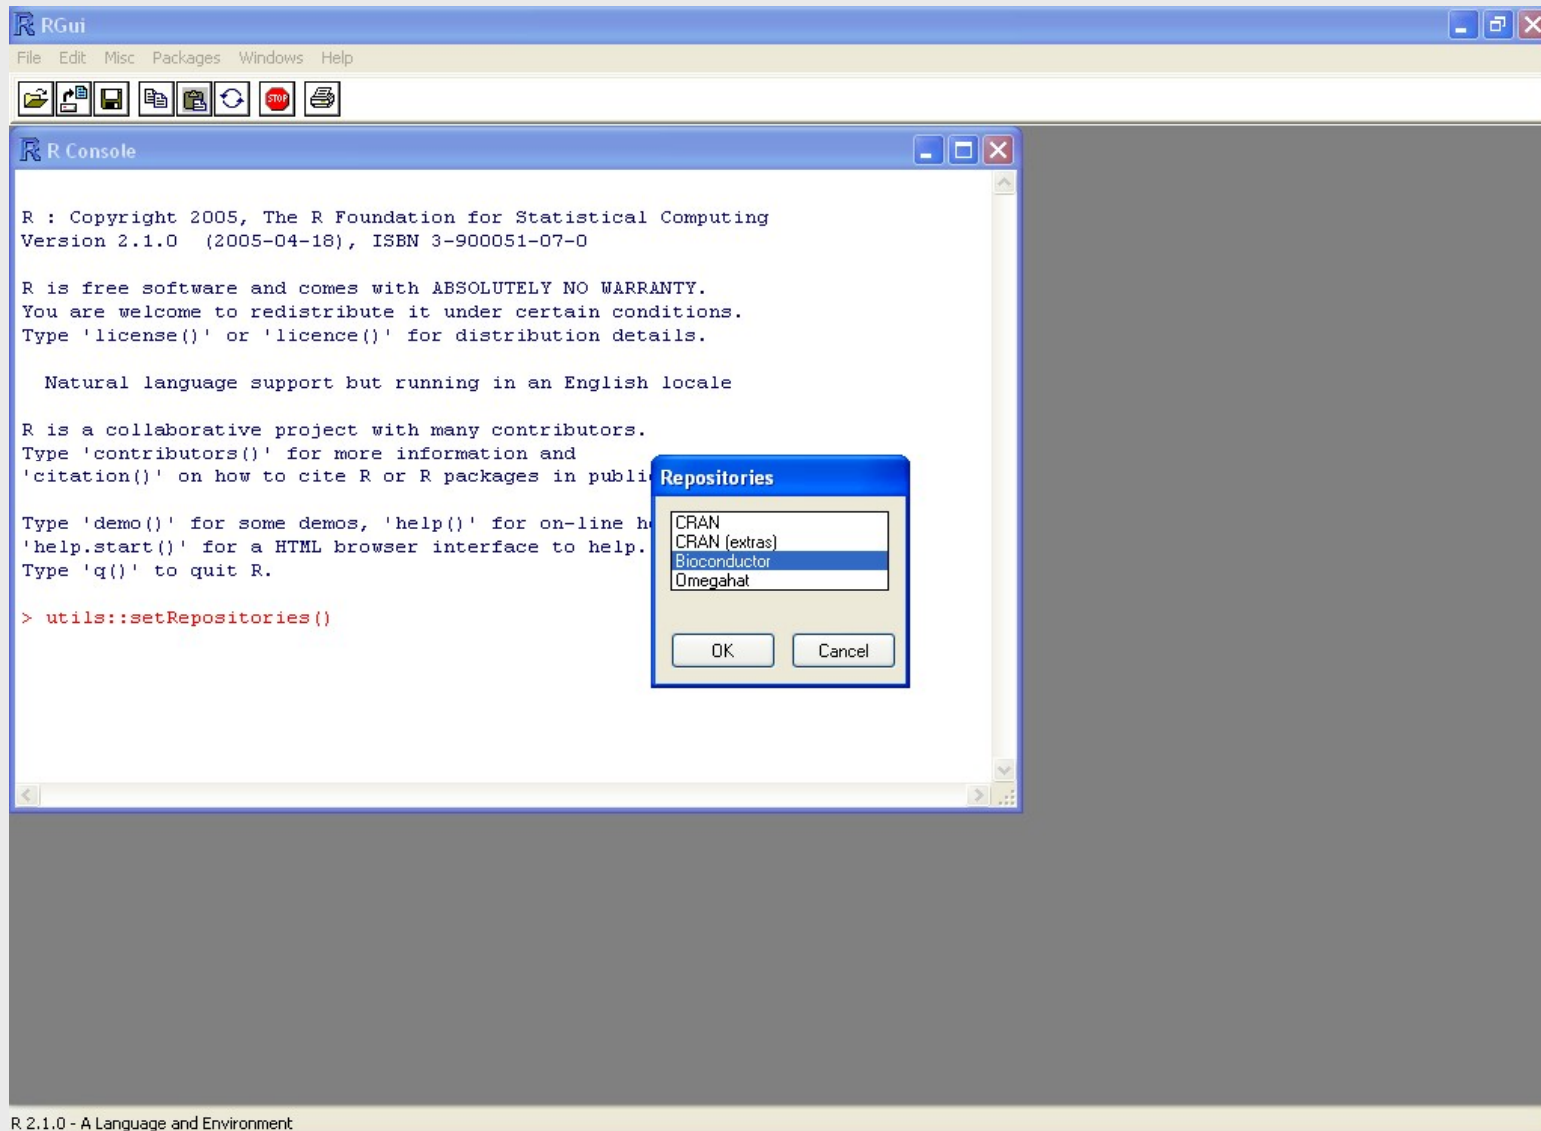 RGui
File Edit Misc Packages Windows Help
STOP
R Console
R : Copyright 2005, The R Foundation for Statistical Computing
Version 2.1.0  (2005-04-18), ISBN 3-900051-07-0
R is free software and comes with ABSOLUTELY NO WARRANTY.
You are welcome to redistribute it under certain conditions.
Type 'license()' or 'licence()' for distribution details.
Natural language support but running in an English locale
R is a collaborative project with many contributors.
Type 'contributors()' for more information and
'citation()' on how to cite R or R packages in publi
Type 'demo()' for some demos, 'help()' for on-line h
'help.start()' for a HTML browser interface to help.
Type 'q()' to quit R.
> utils::setRepositories()
Repositories
CRAN
CRAN (extras)
Bioconductor
Omegahat
OK Cancel
R 2.1.0 - A Language and Environment